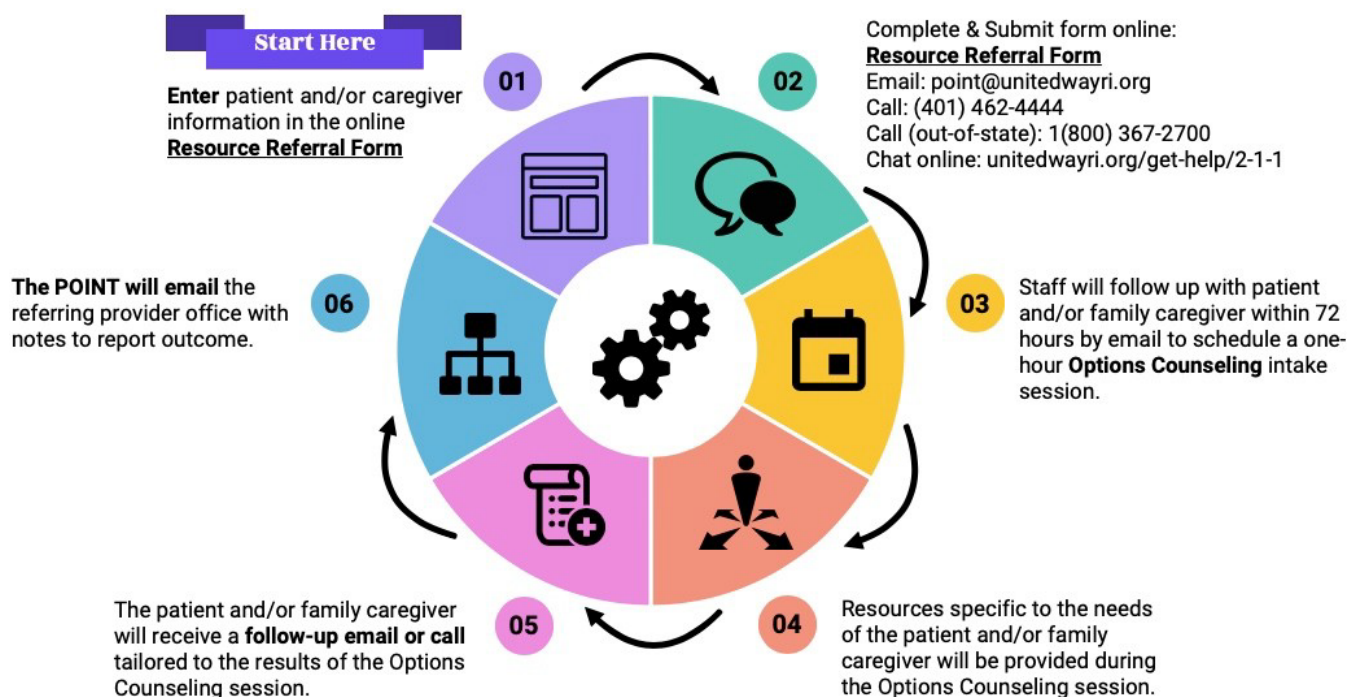 Start Here
01
Enter patient and/or caregiver
information in the online
Resource Referral Form
02
Complete & Submit form online:
Resource Referral Form
Email: point@unitedwayri.org
Call: (401) 462-4444
Call (out-of-state): 1(800) 367-2700
Chat online: unitedwayri.org/get-help/2-1-1
03
Staff will follow up with patient
and/or family caregiver within 72
hours by email to schedule a one-
hour Options Counseling intake
session.
04
Resources specific to the needs
of the patient and/or family
caregiver will be provided during
the Options Counseling session.
05
The patient and/or family caregiver
will receive a follow-up email or call
tailored to the results of the Options
Counseling session.
06
The POINT will email the
referring provider office with
notes to report outcome.